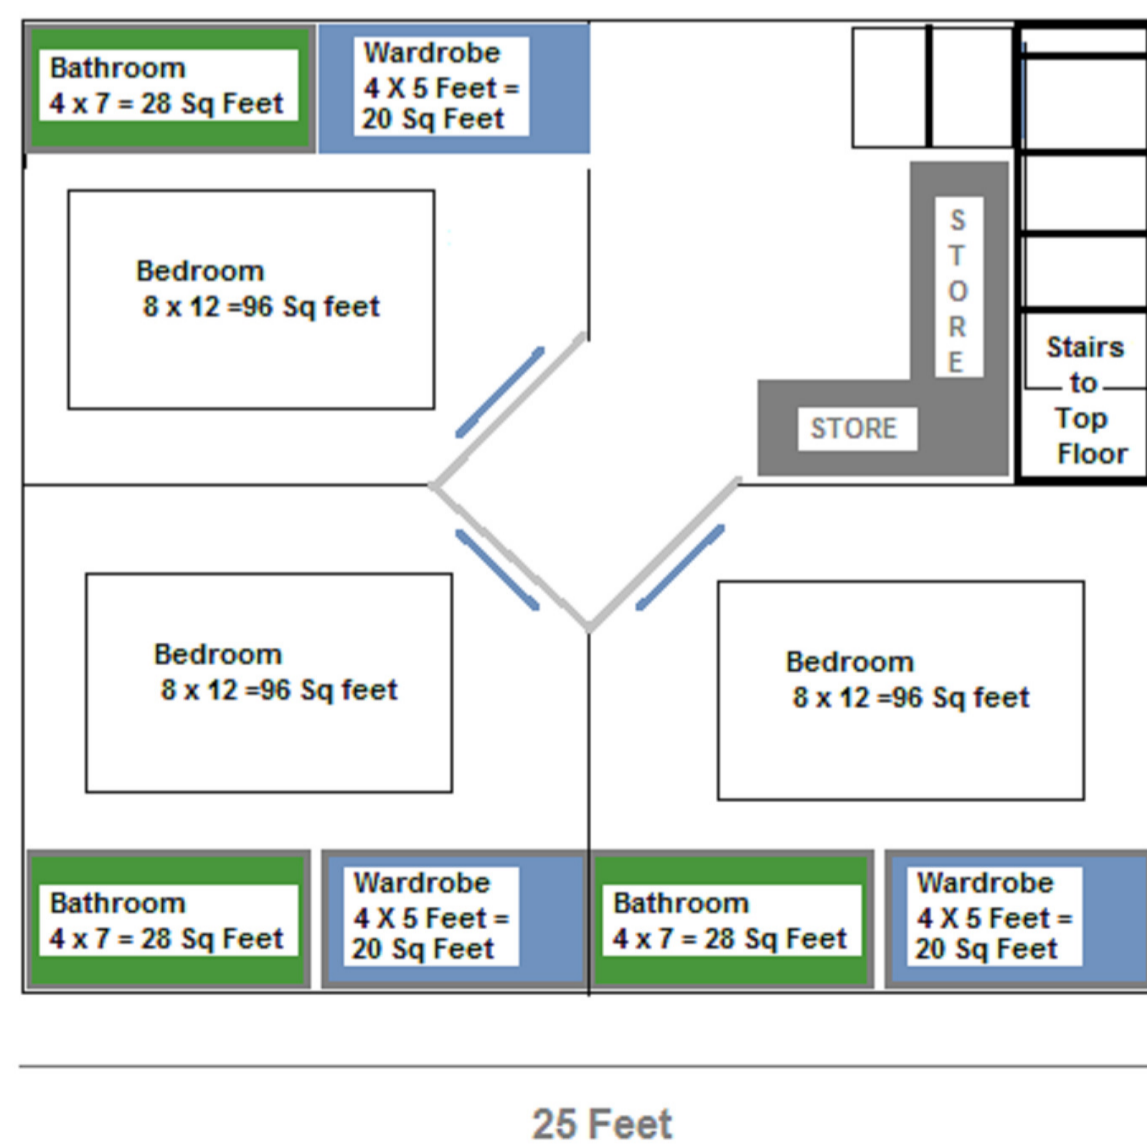 Bathroom
4 x 7 = 28 Sq Feet
Wardrobe
4 X 5 Feet =
20 Sq Feet
Bedroom
8 x 12 =96 Sq feet
S
T
O
R
E
STORE
Stairs
to
Top
Floor
Bedroom
8 x 12 =96 Sq feet
Bedroom
8 x 12 =96 Sq feet
Bathroom
4 x 7 = 28 Sq Feet
Wardrobe
4 X 5 Feet =
20 Sq Feet
Bathroom
4 x 7 = 28 Sq Feet
Wardrobe
4 X 5 Feet =
20 Sq Feet
25 Feet